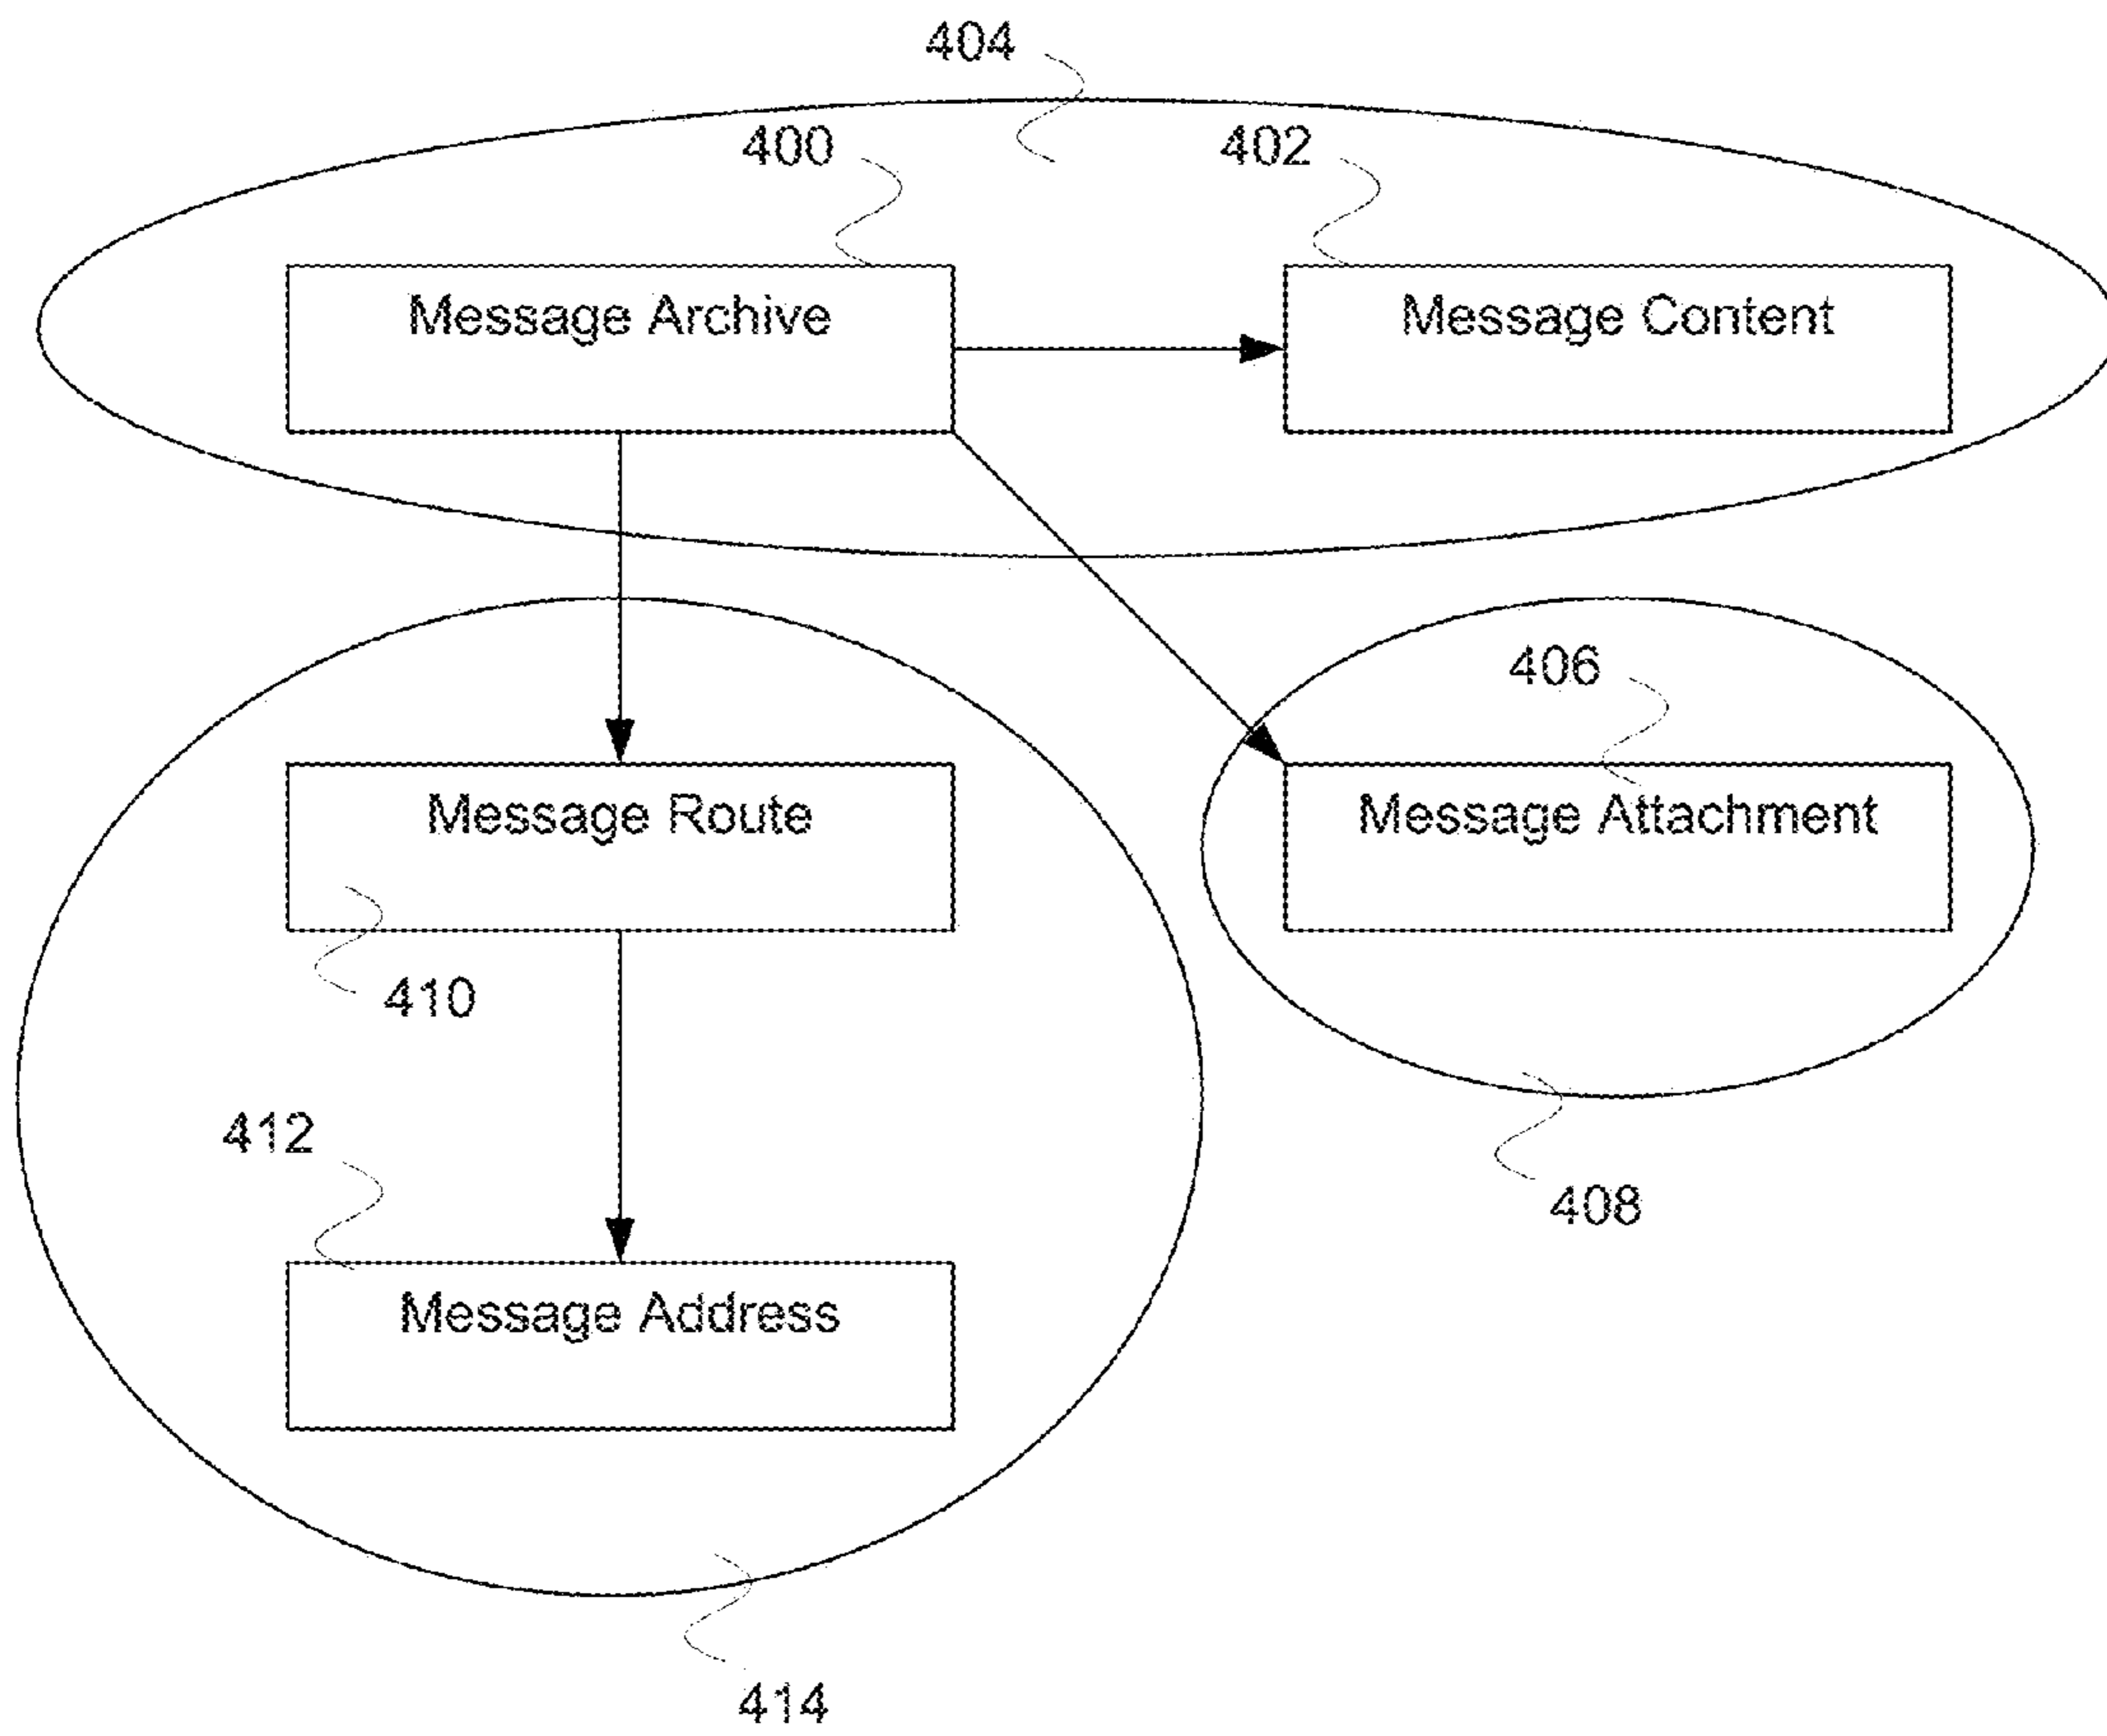 404
400
402
Message Archive
Message Content
406
Message Route
Message Attachment
410
412
408
Message Address
414